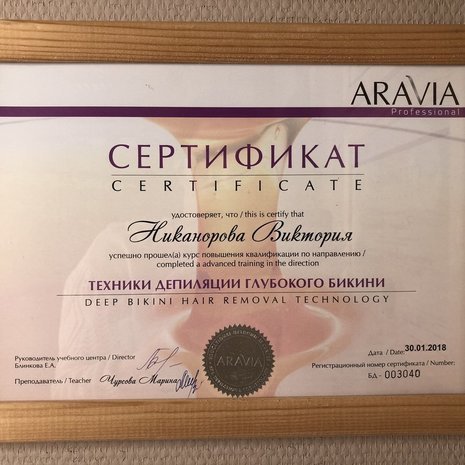 ARAVIA
Professional
СЕРТИФИКАТ
CERTIFICATE
удостоверяет, что / this is certify that
Никанорова Виктория
успешно прошел(а) курс повышения квалификации по направлению /
completed a advanced training in the direction
ТЕХНИКИ ДЕПИЛЯЦИИ ГЛУБОКОГО БИКИНИ
DEEP BIKINI HAIR REMOVAL TECHNOLOGY
Руководитель учебного центра / Director
Блинкова Е.А.
Преподаватель / Teacher Чурсова Марина
ARAVIA
Дата / Date: 30.01.2018
Регистрационный номер сертификата / Number:
БД - 003040